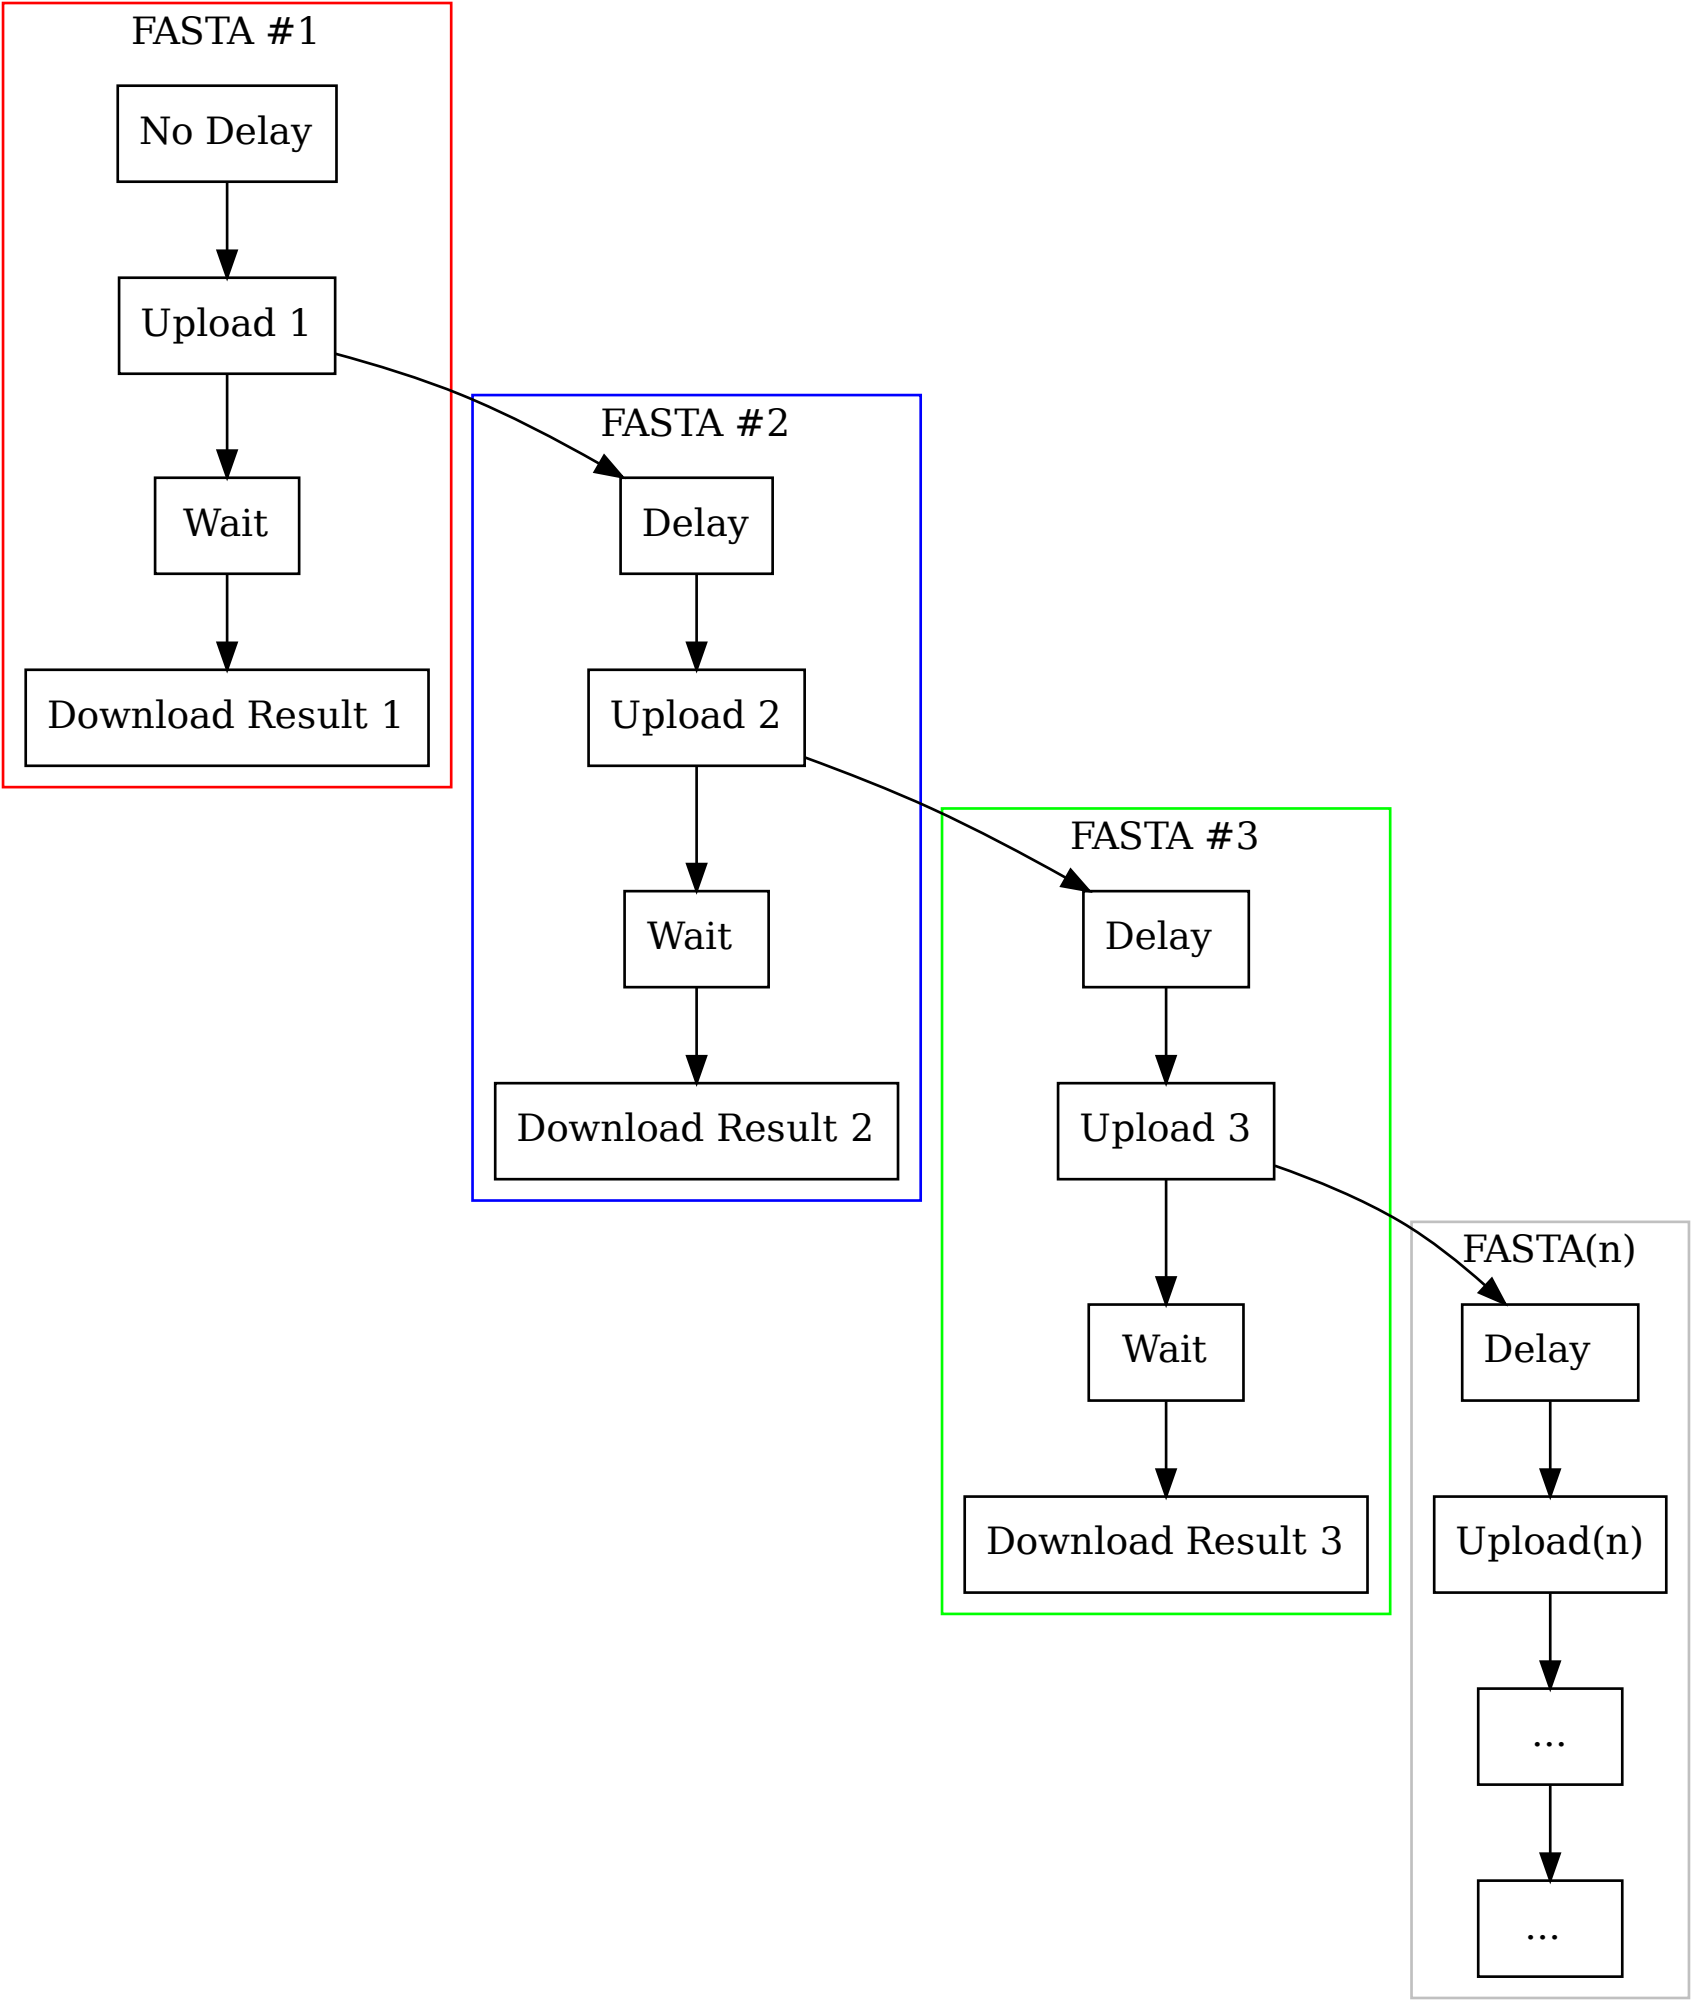 FASTA #1
No Delay
Upload 1
Wait
Download Result 1
FASTA #2
Delay
Upload 2
Wait
Download Result 2
FASTA #3
Delay
Upload 3
Wait
Download Result 3
FASTA(n)
Delay
Upload(n)
...
...